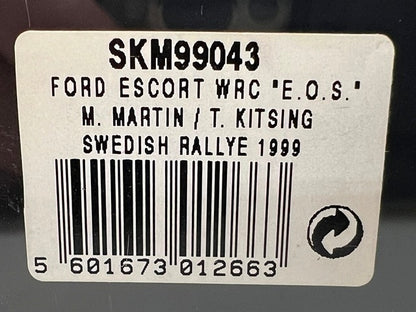 SKM99043
FORD ESCORT WRC "E.O.S."
M. MARTIN / T. KITSING
SWEDISH RALLYE 1999
5 601673 012663